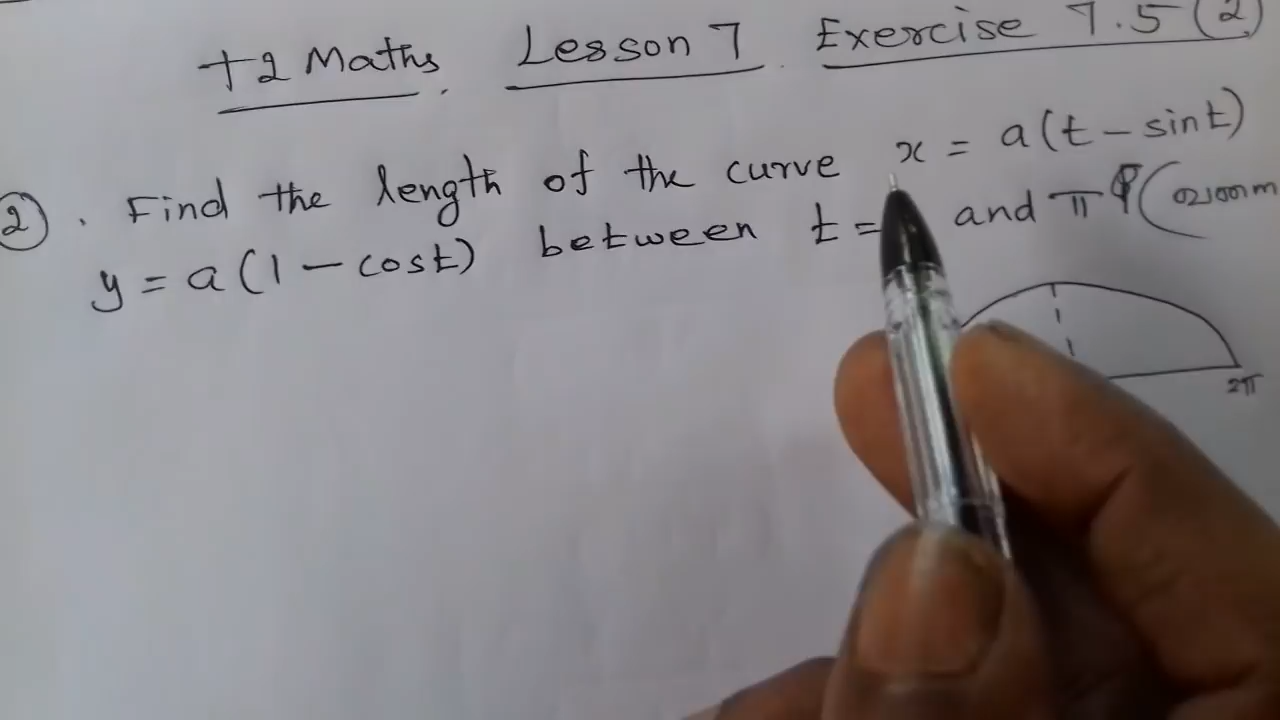 +2 Maths. Lesson 7 Exercise 7.5 (2)
2). Find the length of the curve x = a(t - sint)
y = a(1 - cost) between t = and π
2π